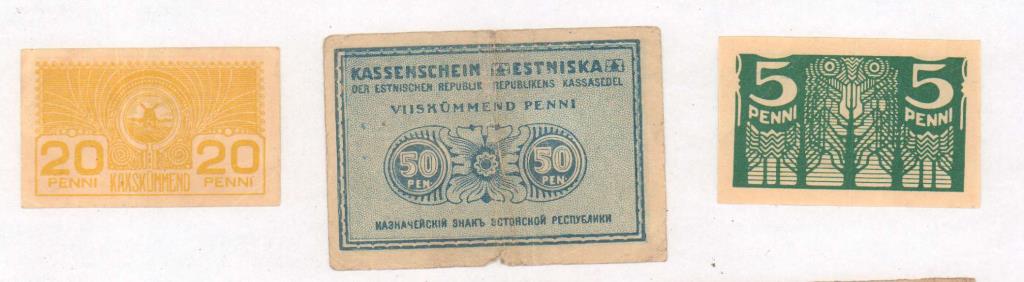 20 20
PENNI KAKSKÜMMEND PENNI
KASSENSCHEIN ESTNISKA
DER ESTNISCHEN REPUBLIK REPUBLIKENS KASSASEDEL
VIISKÜMMEND PENNI
50 50
PEN. PEN.
КАЗНАЧЕЙСКІЙ ЗНАКЪ ЭСТОНСКОЙ РЕСПУБЛИКИ
5 5
PENNI PENNI